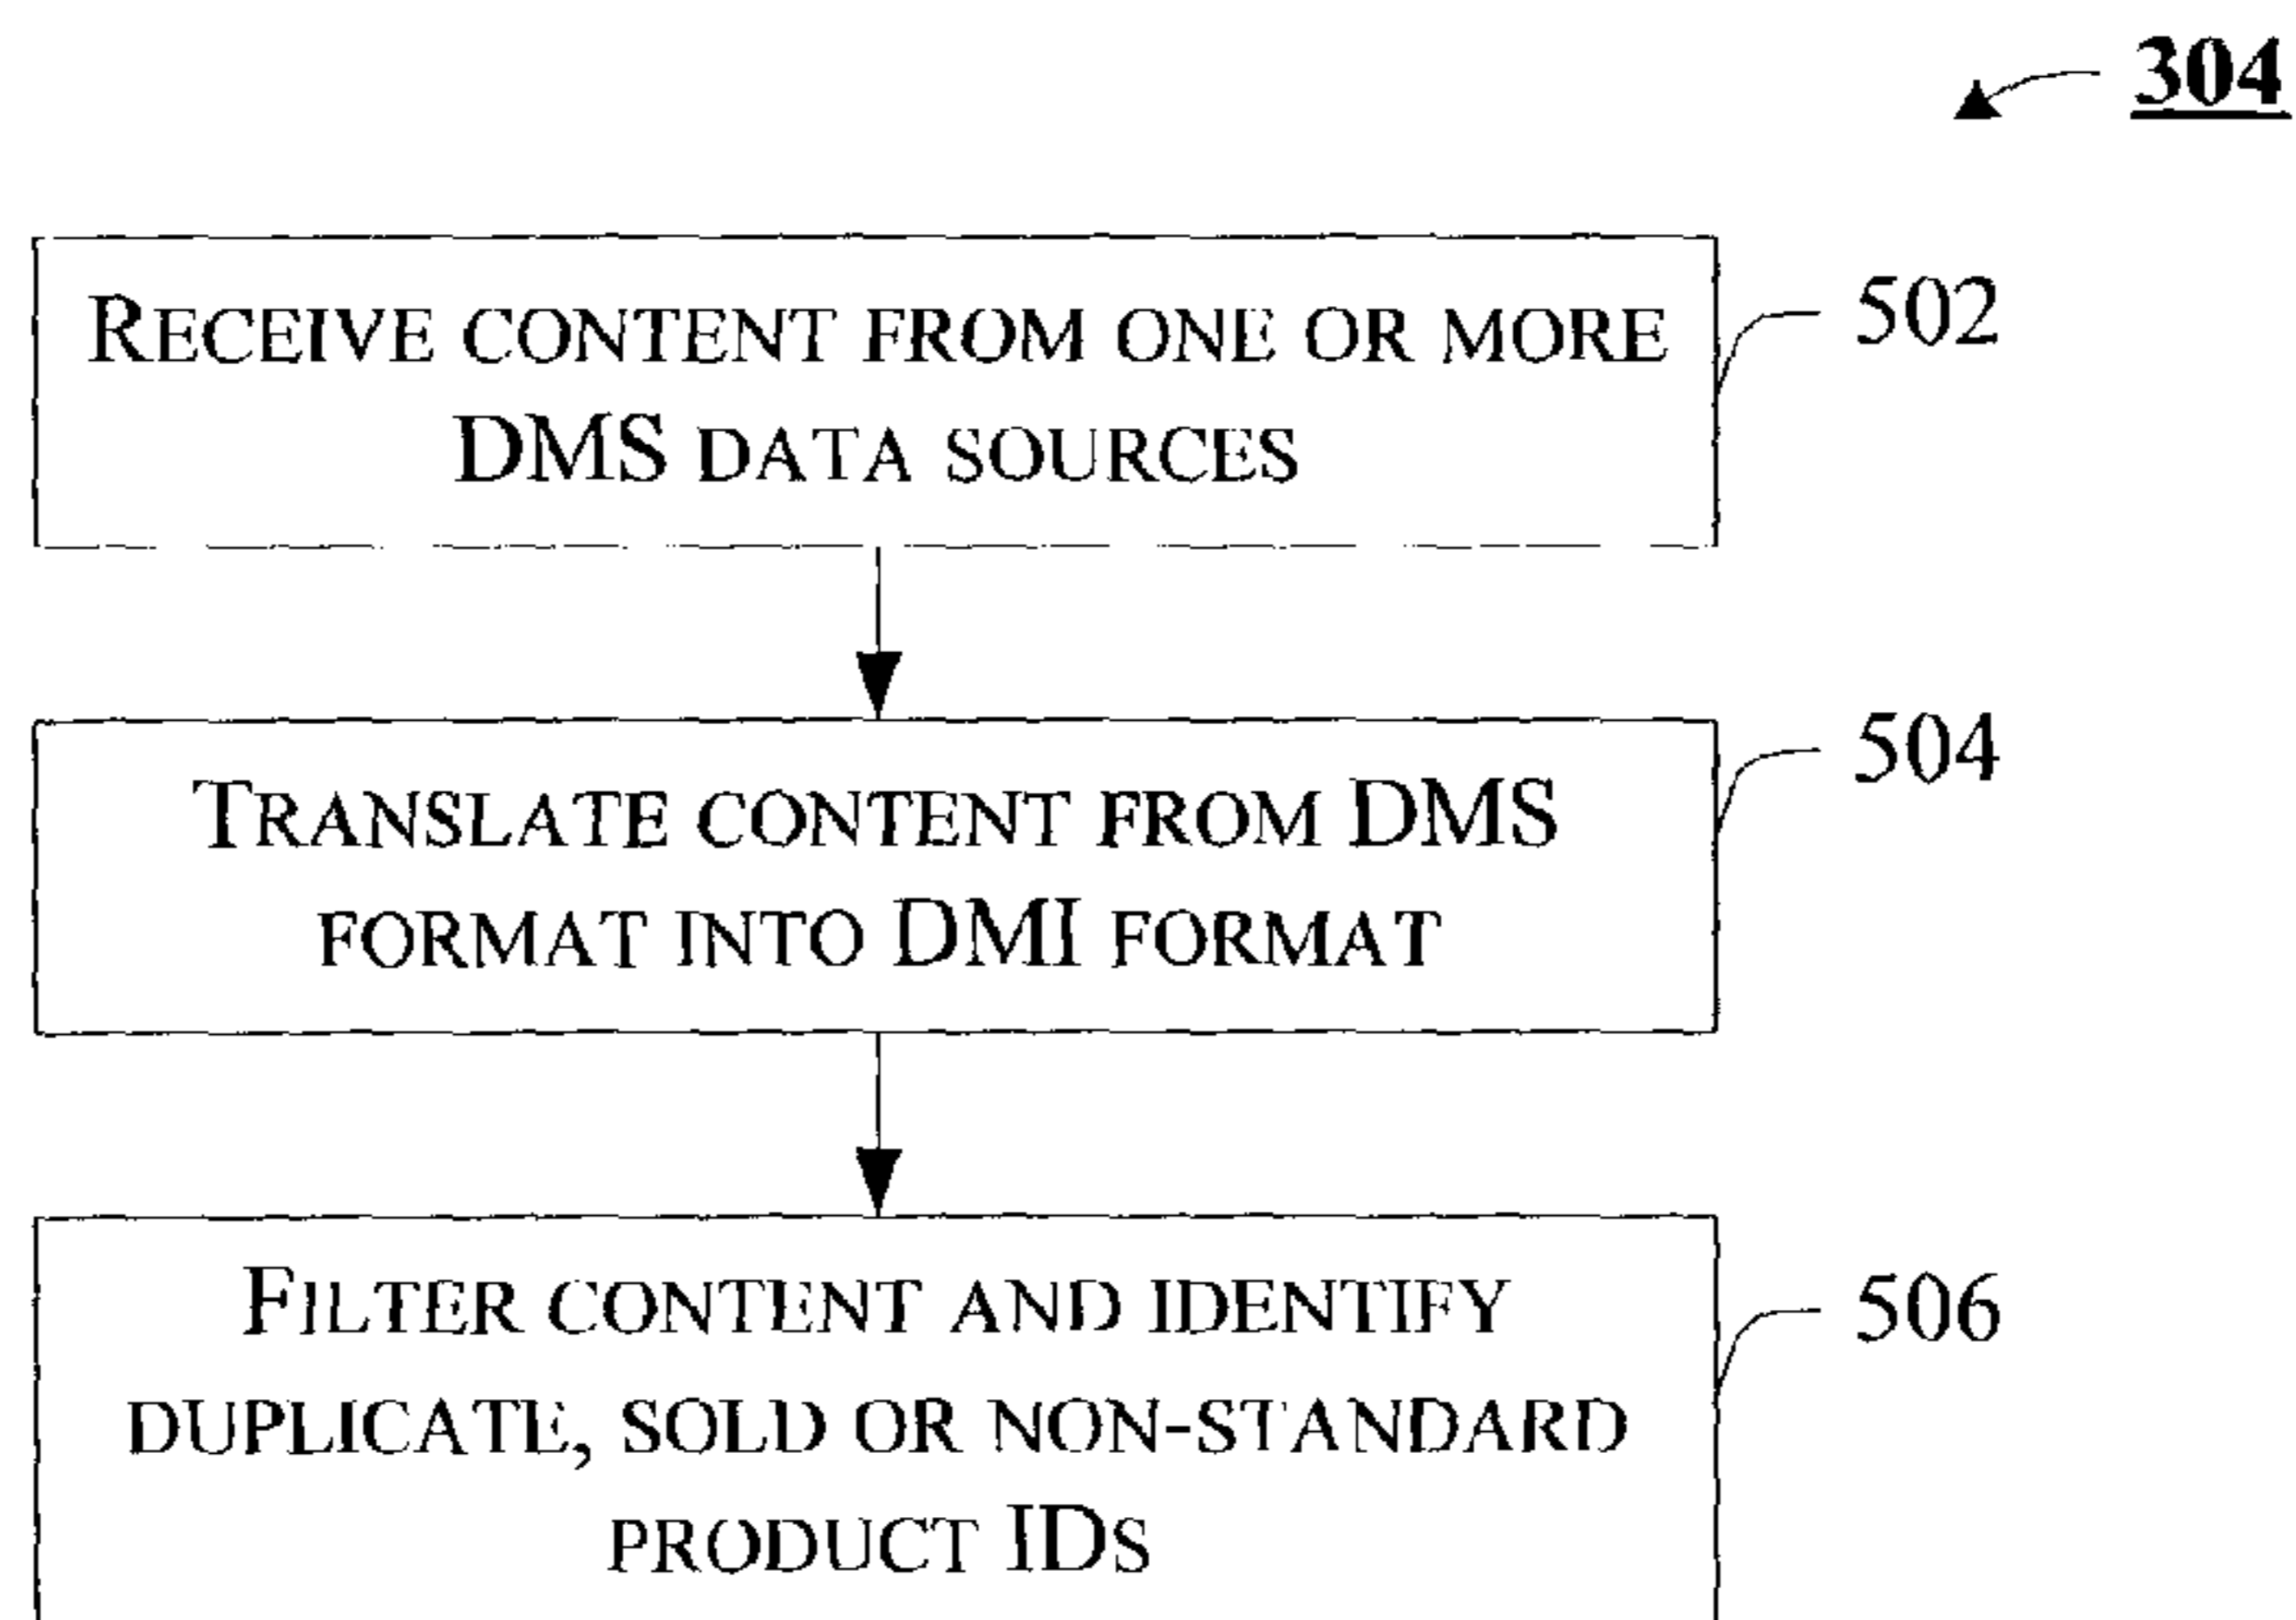 304
RECEIVE CONTENT FROM ONE OR MORE
502
DMS DATA SOURCES
504
TRANSLATE CONTENT FROM DMS
FORMAT INTO DMI FORMAT
506
FILTER CONTENT AND IDENTIFY
DUPLICATE, SOLD OR NON-STANDARD
PRODUCT IDS